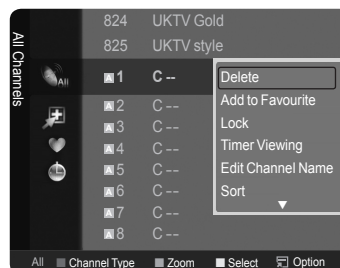 All Channels
824 UKTV Gold
825 UKTV style
All
A 1 C --
A 2 C --
A 3 C --
A 4 C --
A 5 C --
A 6 C --
A 7 C --
A 8 C --
Delete
Add to Favourite
Lock
Timer Viewing
Edit Channel Name
Sort
All Channel Type Zoom Select Option